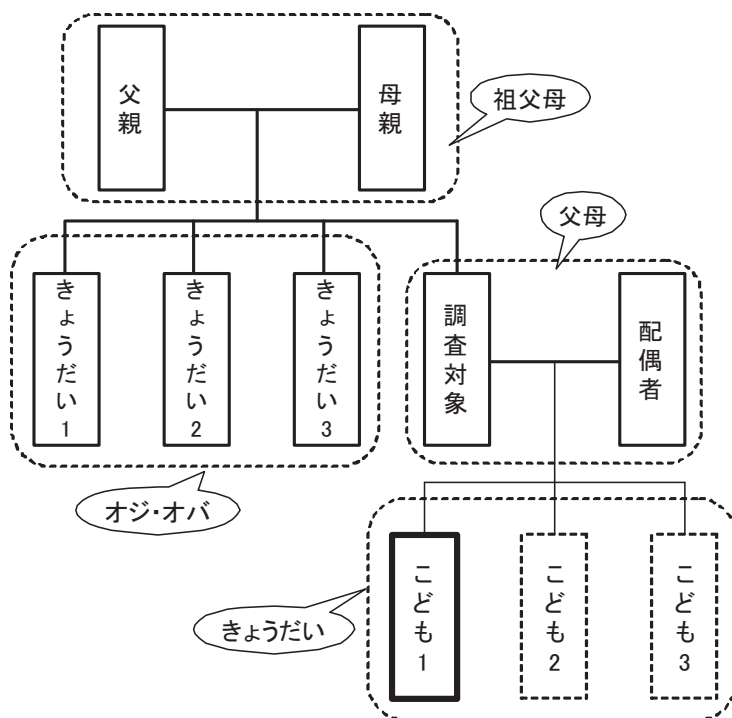 父親
母親
祖父母
父母
きょうだい1
きょうだい2
きょうだい3
調査対象
配偶者
オジ・オバ
こども1
こども2
こども3
きょうだい